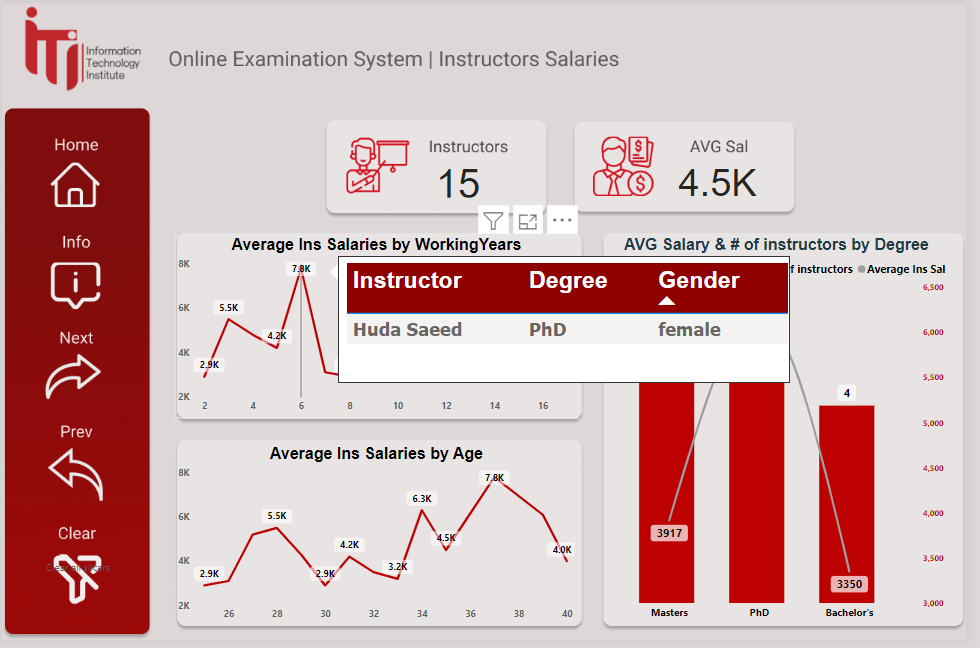 Information
Technology
Institute
Online Examination System | Instructors Salaries
Home
Info
Next
Prev
Clear
Clear all slicers
Instructors
15
AVG Sal
4.5K
Average Ins Salaries by WorkingYears
8K
6K
4K
2K
2.9K
5.5K
4.2K
7.8K
2 4 6 8 10 12 14 16
Instructor Degree Gender
Huda Saeed PhD female
Average Ins Salaries by Age
8K
6K
4K
2K
2.9K
5.5K
2.9K
4.2K
3.2K
6.3K
4.5K
7.8K
4.0K
26 28 30 32 34 36 38 40
AVG Salary & # of instructors by Degree
f instructors Average Ins Sal
6,500
6,000
5,500
5,000
4,500
4,000
3,500
3,000
4
3917
3350
Masters PhD Bachelor's